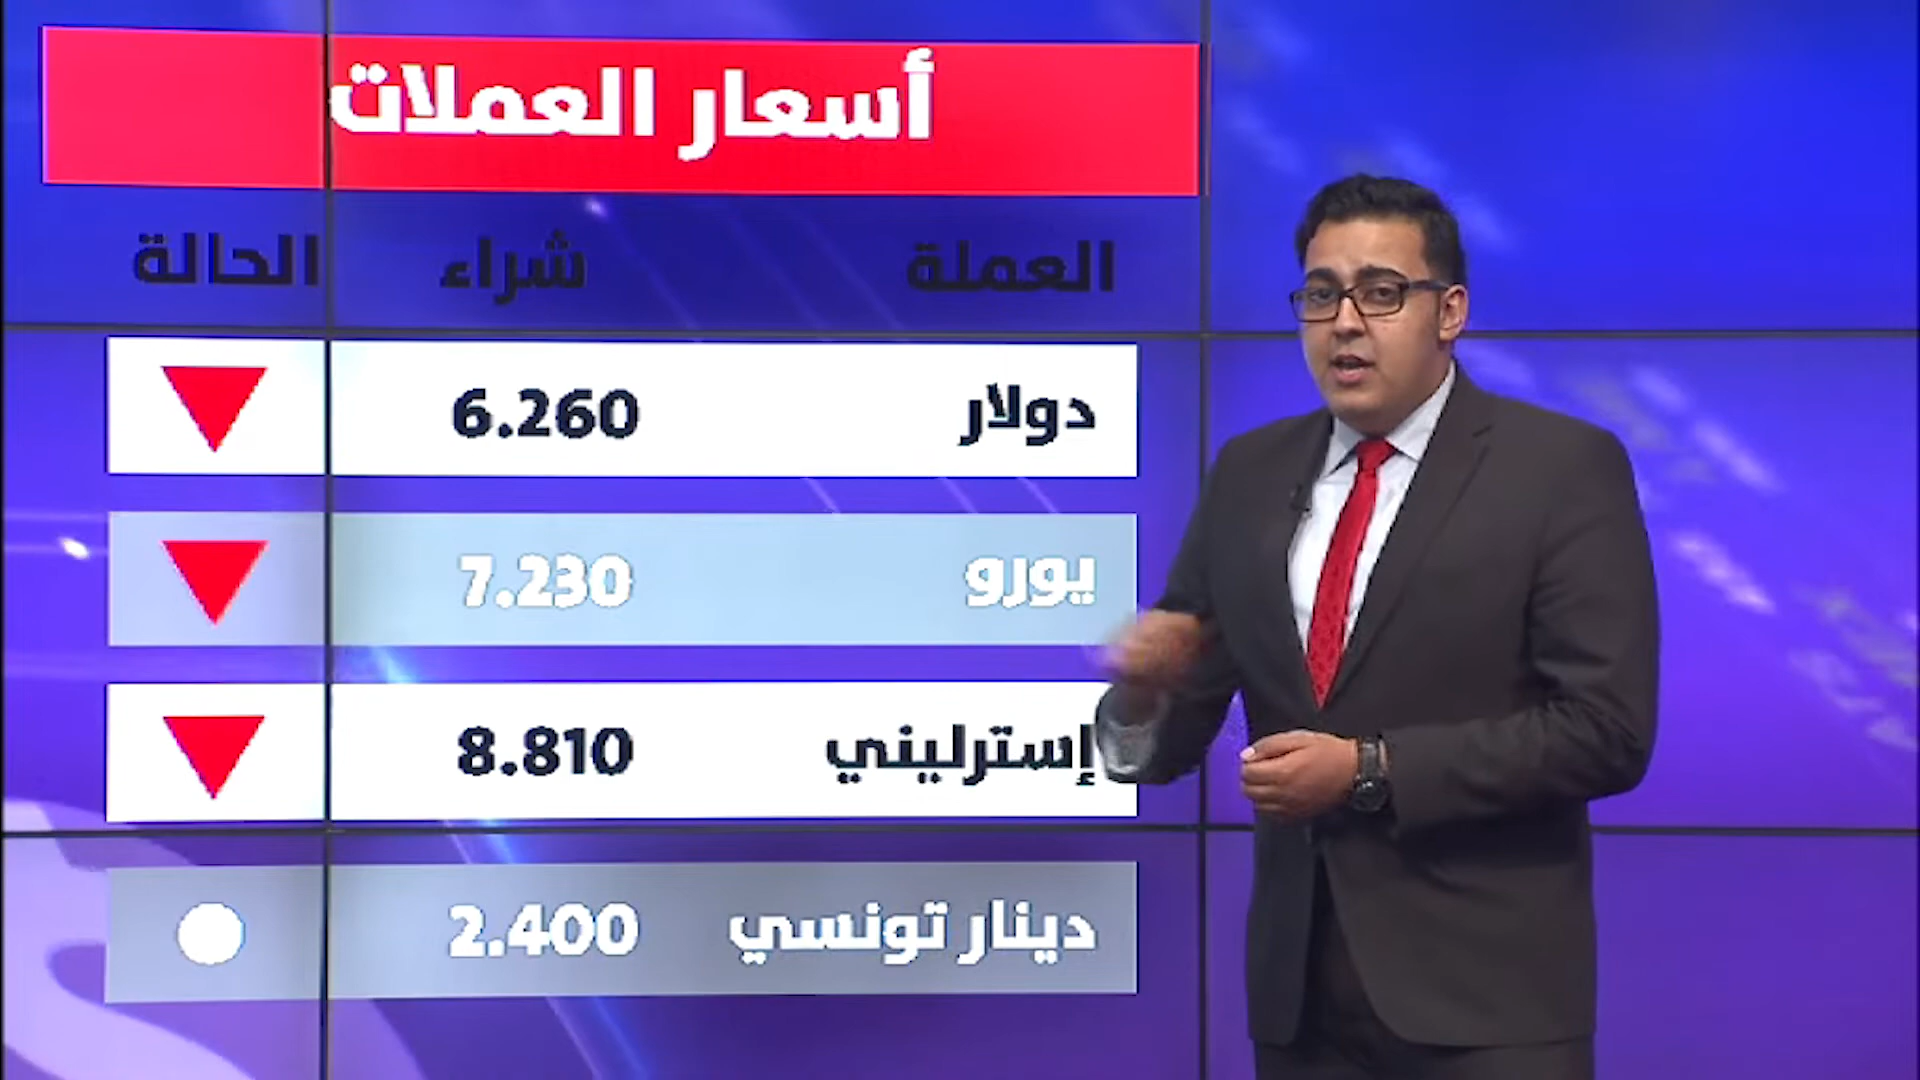 أسعار العملات
العملة شراء الحالة
دولار 6.260
يورو 7.230
إسترليني 8.810
دينار تونسي 2.400